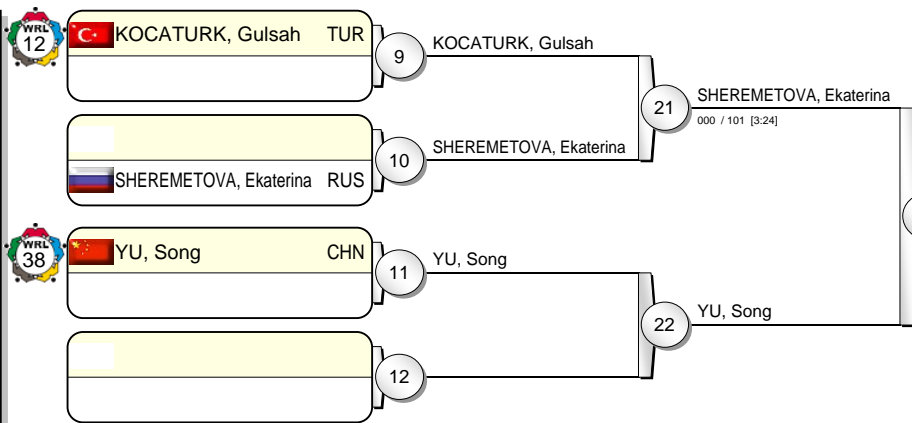 WRL
12
KOCATURK, Gulsah TUR
9
KOCATURK, Gulsah
21
SHEREMETOVA, Ekaterina
000 / 101 [3:24]
10
SHEREMETOVA, Ekaterina
SHEREMETOVA, Ekaterina RUS
WRL
38
YU, Song CHN
11
YU, Song
22
YU, Song
12